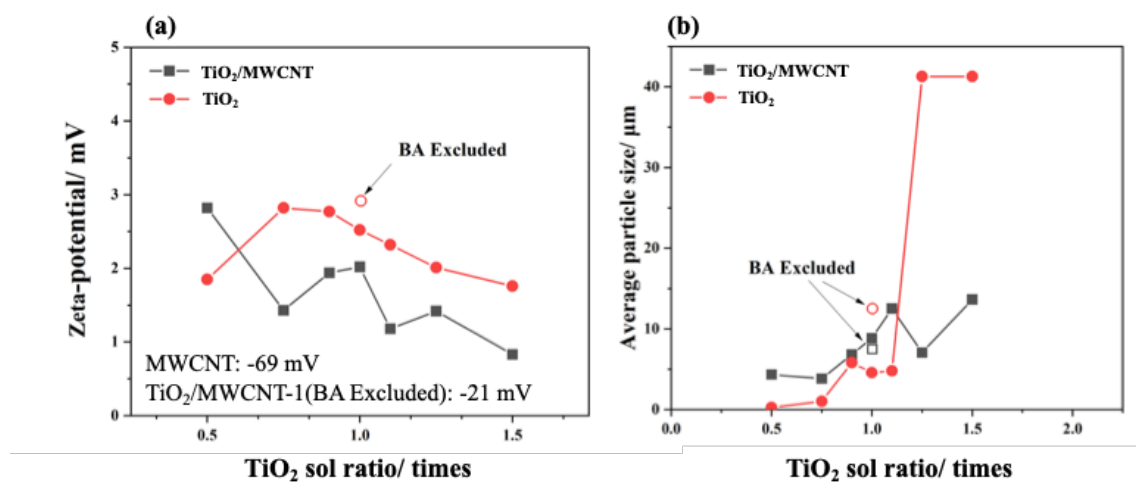 (a)
5
4
3
2
1
0
Zeta-potential/ mV
TiO₂/MWCNT
TiO₂
BA Excluded
MWCNT: -69 mV
TiO₂/MWCNT-1(BA Excluded): -21 mV
0.5 1.0 1.5
TiO₂ sol ratio/ times
(b)
40
30
20
10
0
Average particle size/ μm
TiO₂/MWCNT
TiO₂
BA Excluded
0.5 1.0 1.5 2.0
TiO₂ sol ratio/ times